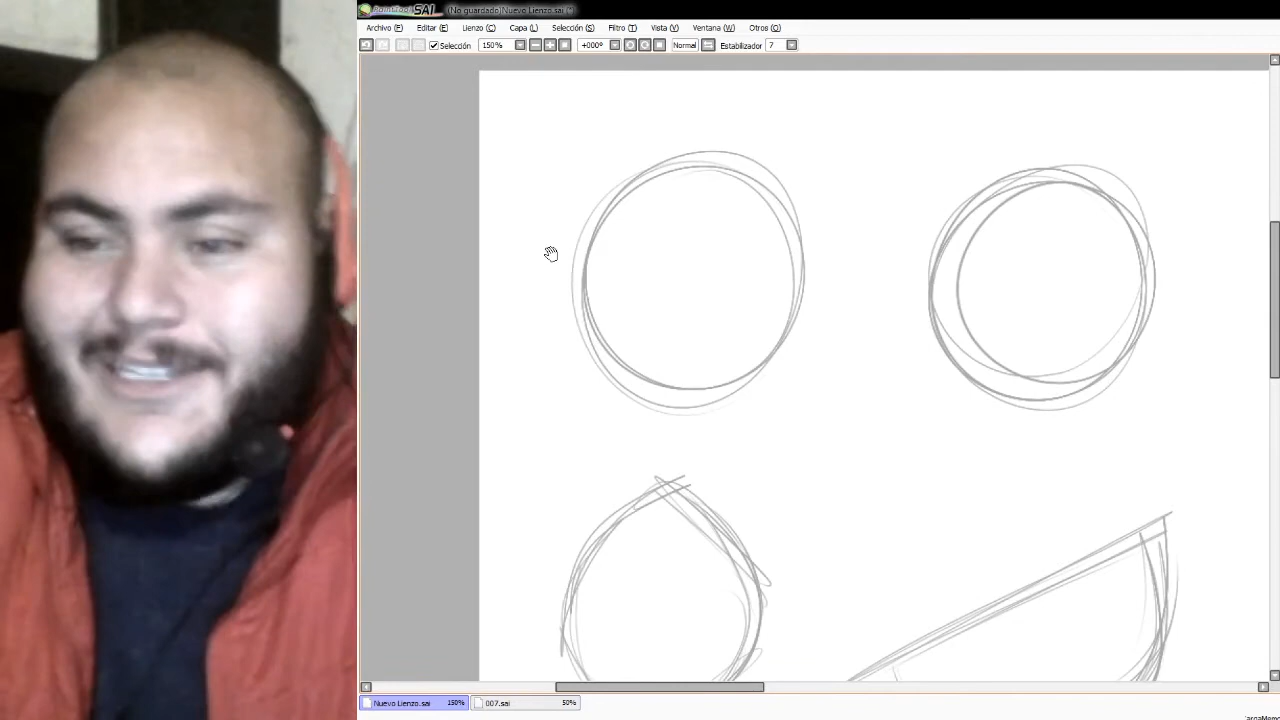 PaintTool SAI (No guardado)Nuevo Lienzo.sai (*)
Archivo (E) Editar (E) Lienzo (C) Capa (L) Selección (S) Filtro (T) Vista (V) Ventana (W) Otros (O)
Selección 150% +000° Normal Estabilizador 7
Nuevo Lienzo.sai 150% 007.sai 50%